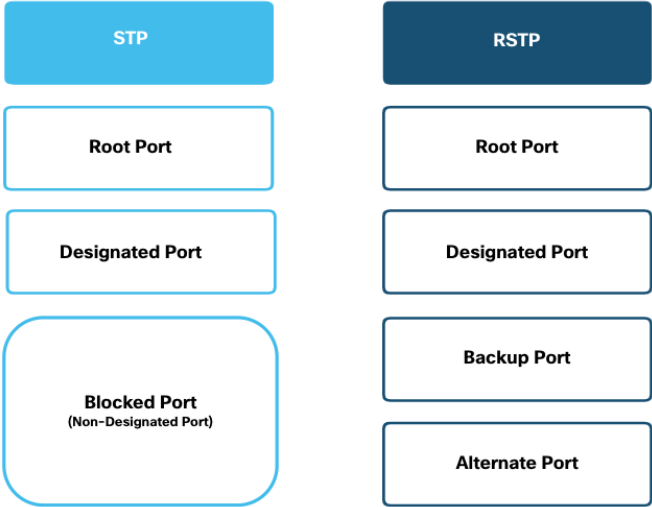 STP
Root Port
Designated Port
Blocked Port
(Non-Designated Port)
RSTP
Root Port
Designated Port
Backup Port
Alternate Port